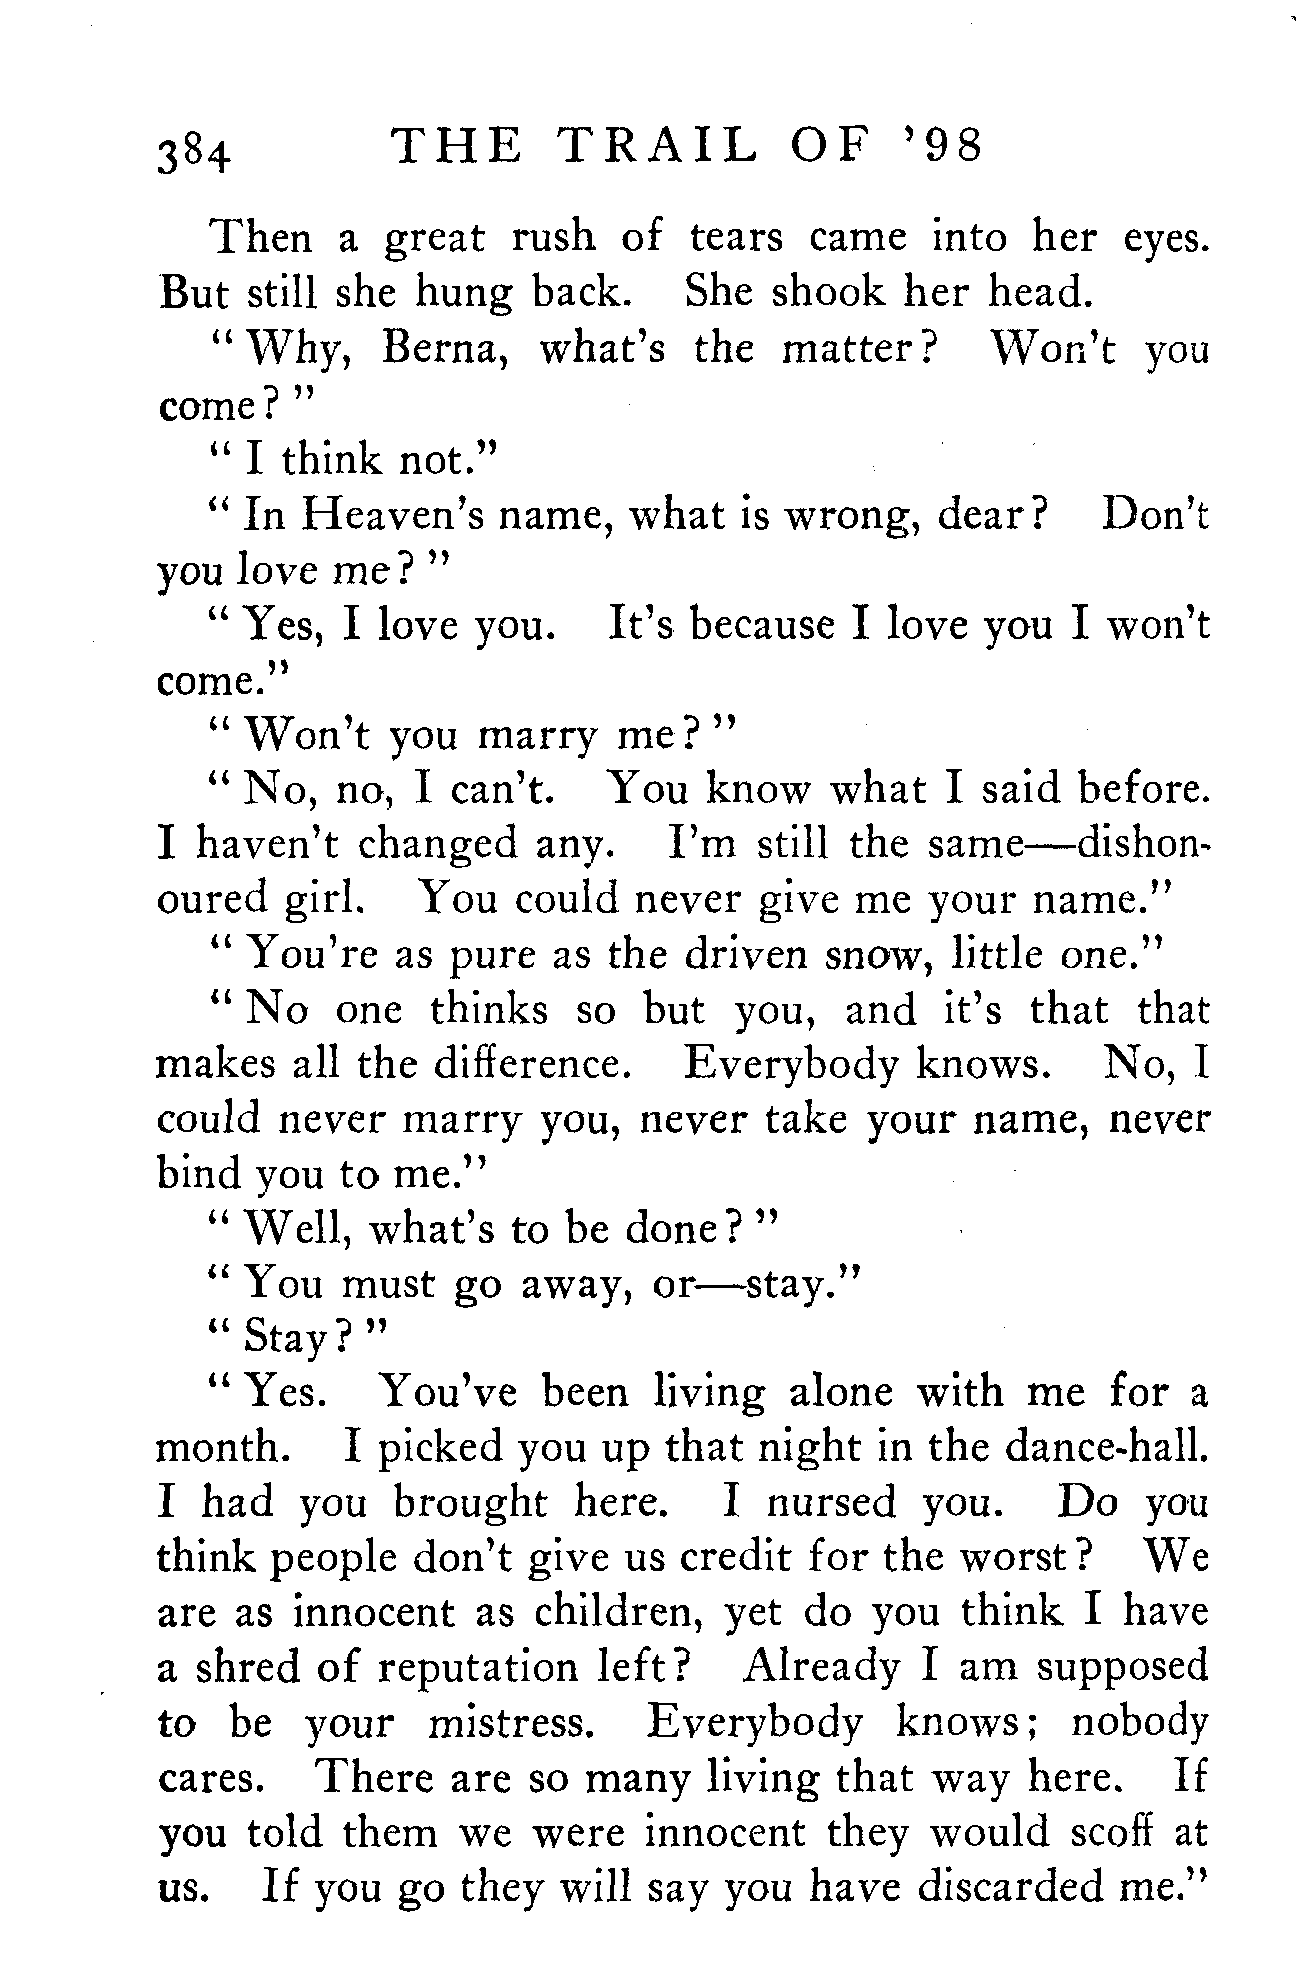 384 THE TRAIL OF '98
Then a great rush of tears came into her eyes.
But still she hung back. She shook her head.
" Why, Berna, what's the matter? Won't you
come? "
" I think not."
" In Heaven's name, what is wrong, dear? Don't
you love me? "
" Yes, I love you. It's because I love you I won't
come."
" Won't you marry me? "
" No, no, I can't. You know what I said before.
I haven't changed any. I'm still the same—dishon-
oured girl. You could never give me your name."
" You're as pure as the driven snow, little one."
" No one thinks so but you, and it's that that
makes all the difference. Everybody knows. No, I
could never marry you, never take your name, never
bind you to me."
" Well, what's to be done? "
" You must go away, or—stay."
" Stay? "
" Yes. You've been living alone with me for a
month. I picked you up that night in the dance-hall.
I had you brought here. I nursed you. Do you
think people don't give us credit for the worst? We
are as innocent as children, yet do you think I have
a shred of reputation left? Already I am supposed
to be your mistress. Everybody knows; nobody
cares. There are so many living that way here. If
you told them we were innocent they would scoff at
us. If you go they will say you have discarded me."